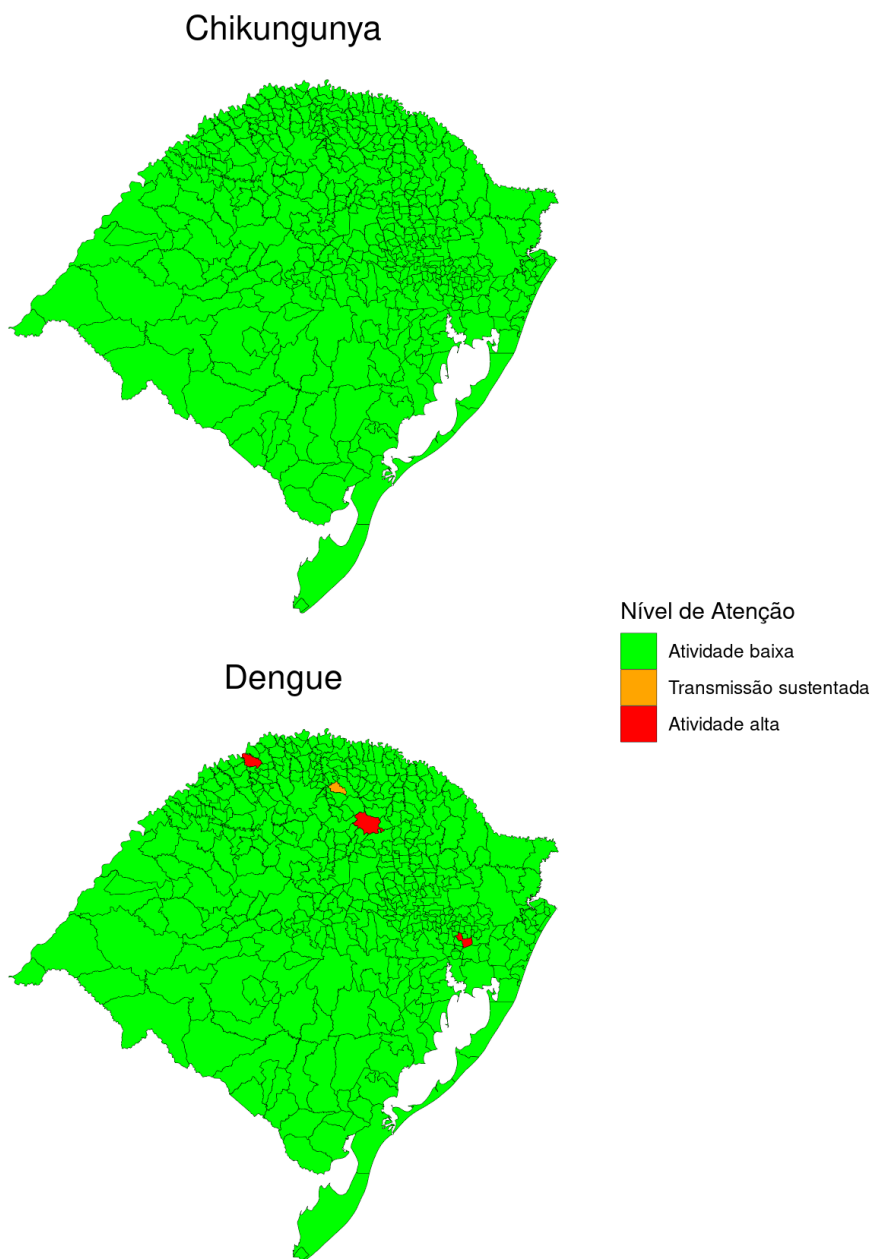 Chikungunya
Nível de Atenção
Atividade baixa
Transmissão sustentada
Atividade alta
Dengue